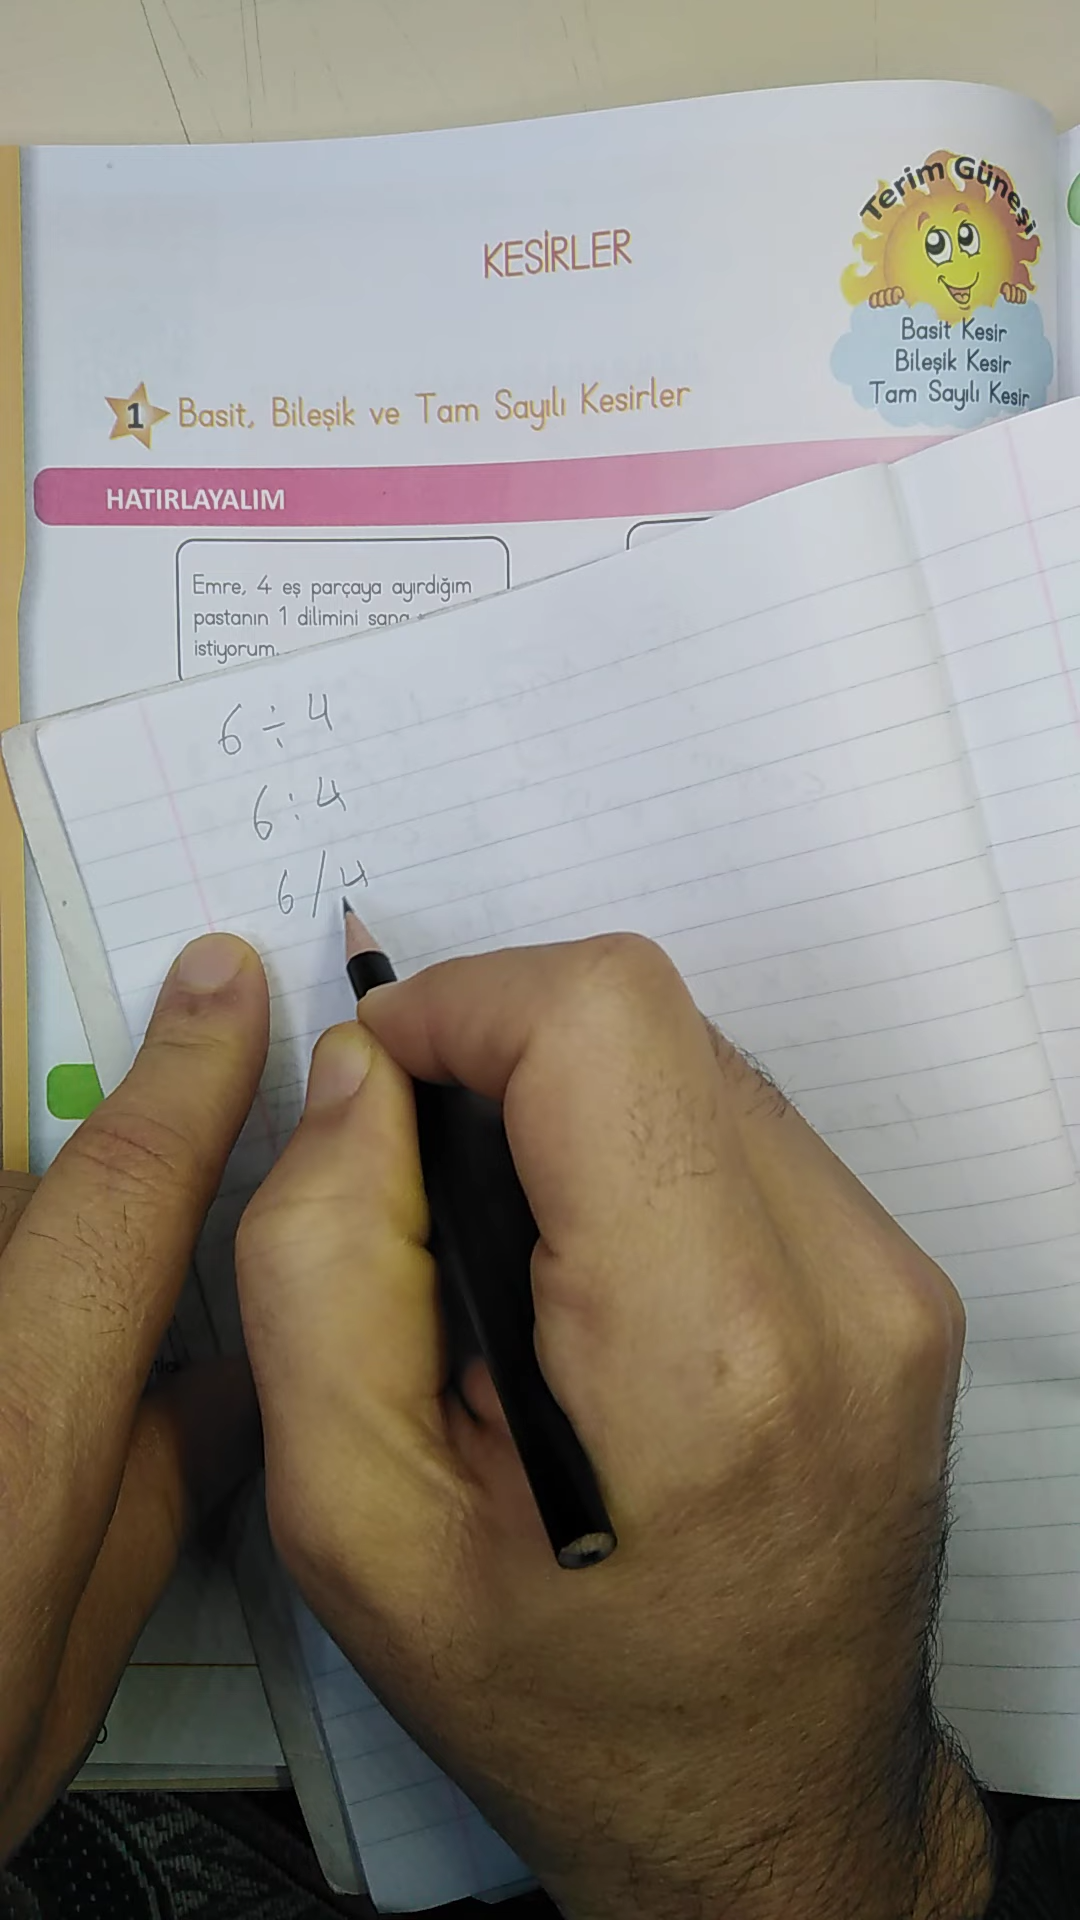 Terim Güneşi
KESİRLER
Basit Kesir
Bileşik Kesir
Tam Sayılı Kesir
1 Basit, Bileşik ve Tam Sayılı Kesirler
HATIRLAYALIM
Emre, 4 eş parçaya ayırdığım
pastanın 1 dilimini sana
istiyorum.
6 ÷ 4
6 : 4
6 / 4